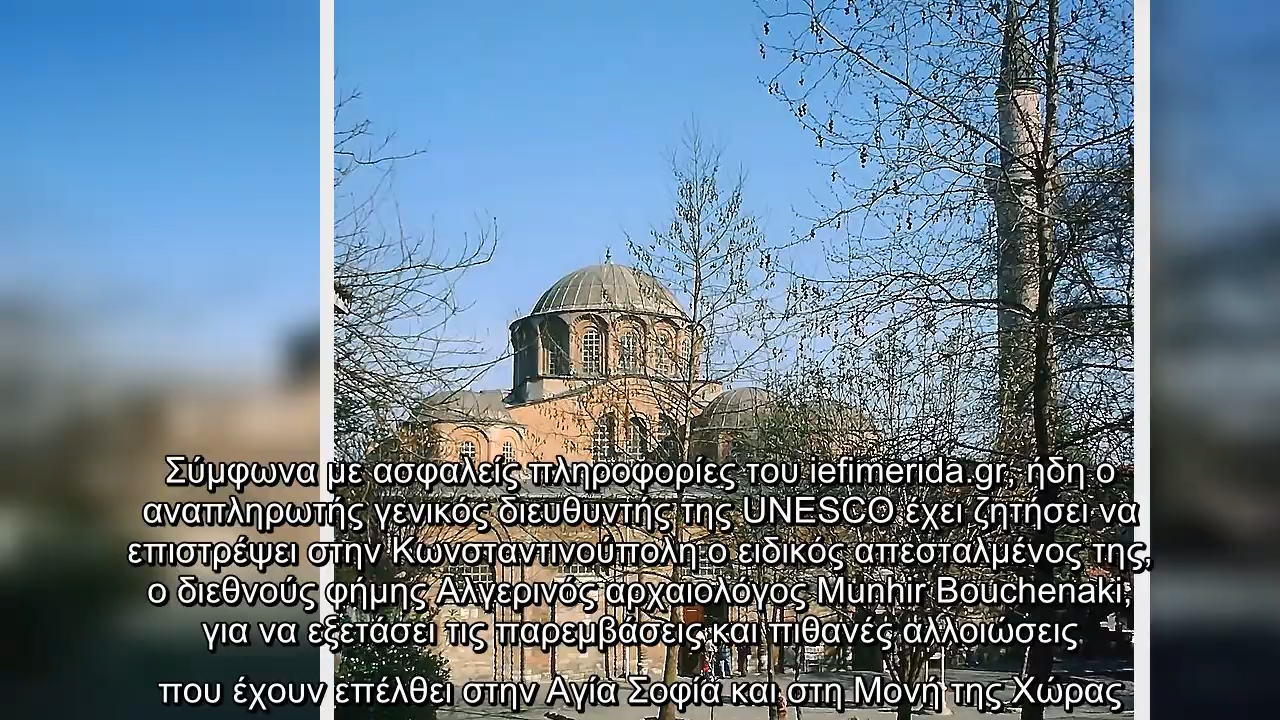 Σύμφωνα με ασφαλείς πληροφορίες του iefimerida.gr, ήδη ο
αναπληρωτής γενικός διευθυντής της UNESCO έχει ζητήσει να
επιστρέψει στην Κωνσταντινούπολη ο ειδικός απεσταλμένος της,
ο διεθνούς φήμης Αλγερινός αρχαιολόγος Munhir Bouchenaki,
για να εξετάσει τις παρεμβάσεις και πιθανές αλλοιώσεις
που έχουν επέλθει στην Αγία Σοφία και στη Μονή της Χώρας